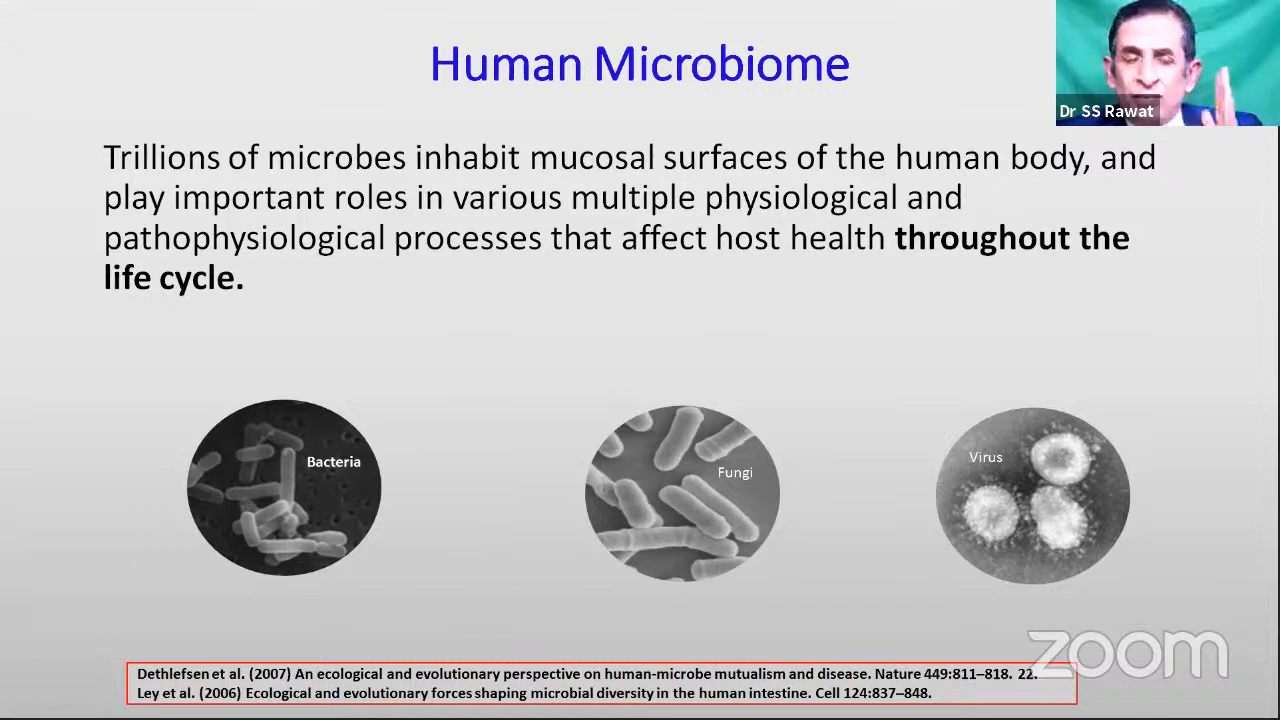 Human Microbiome
Dr SS Rawat
Trillions of microbes inhabit mucosal surfaces of the human body, and
play important roles in various multiple physiological and
pathophysiological processes that affect host health throughout the
life cycle.
Bacteria
Fungi
Virus
zoom
Dethlefsen et al. (2007) An ecological and evolutionary perspective on human-microbe mutualism and disease. Nature 449:811–818. 22.
Ley et al. (2006) Ecological and evolutionary forces shaping microbial diversity in the human intestine. Cell 124:837–848.